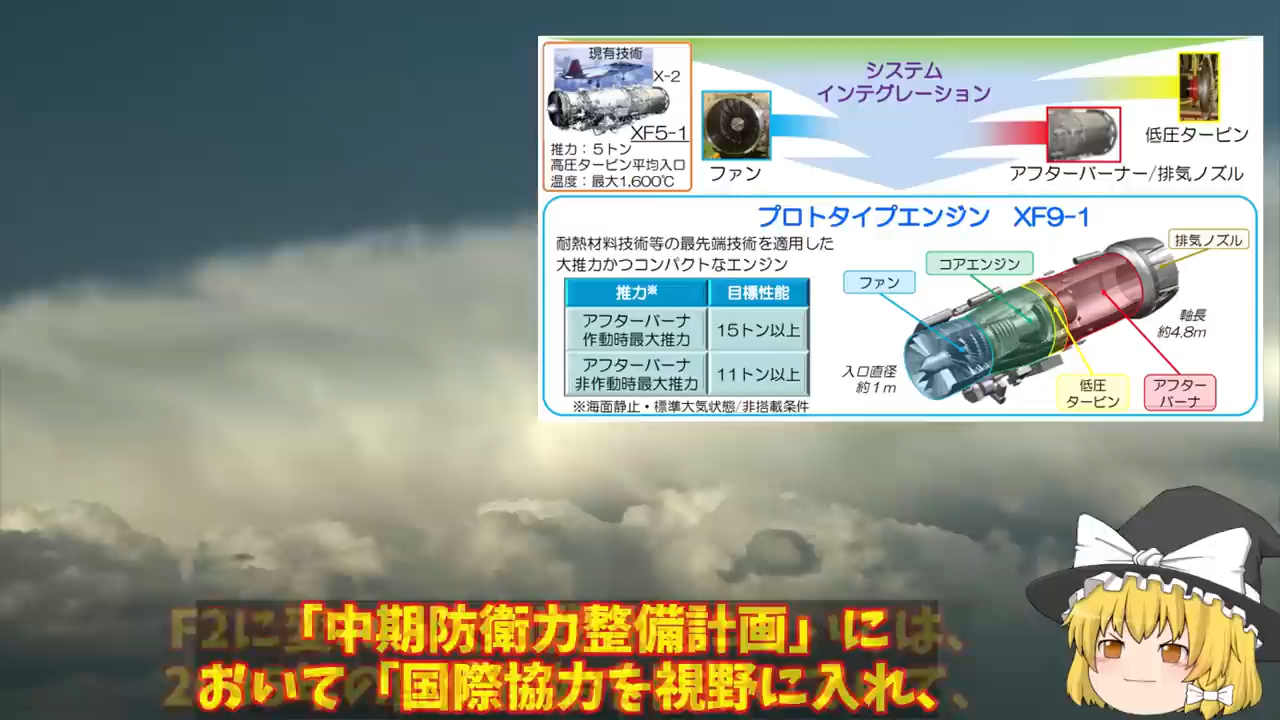 現有技術
X-2
XF5-1
推力：５トン
高圧タービン平均入口
温度：最大1,600℃
ファン
システム
インテグレーション
アフターバーナー/排気ノズル
低圧タービン
プロトタイプエンジン　XF9-1
耐熱材料技術等の最先端技術を適用した
大推力かつコンパクトなエンジン
推力※
目標性能
アフターバーナ
作動時最大推力
15トン以上
アフターバーナ
非作動時最大推力
11トン以上
※海面静止・標準大気状態/非搭載条件
ファン
コアエンジン
排気ノズル
軸長
約4.8m
入口直径
約１ｍ
低圧
タービン
アフター
バーナ
「中期防衛力整備計画」に
おいて「国際協力を視野に入れ、